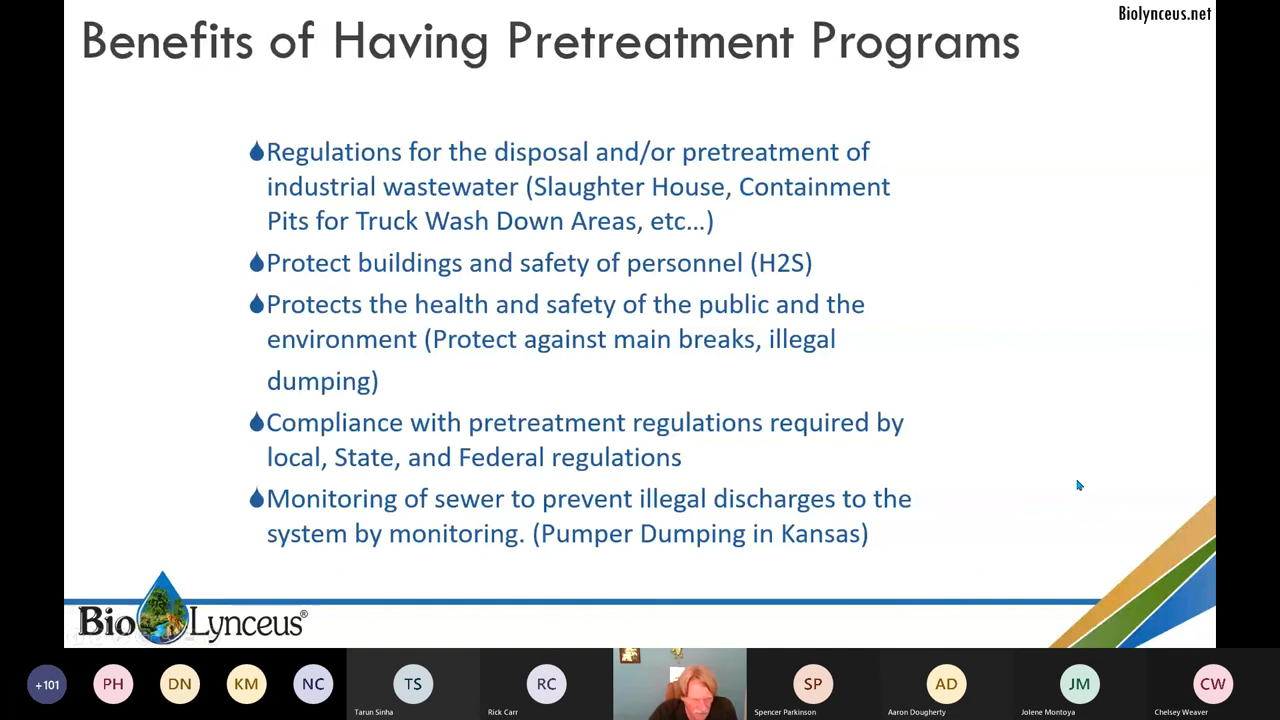 Biolynceus.net
Benefits of Having Pretreatment Programs
Regulations for the disposal and/or pretreatment of
industrial wastewater (Slaughter House, Containment
Pits for Truck Wash Down Areas, etc…)
Protect buildings and safety of personnel (H2S)
Protects the health and safety of the public and the
environment (Protect against main breaks, illegal
dumping)
Compliance with pretreatment regulations required by
local, State, and Federal regulations
Monitoring of sewer to prevent illegal discharges to the
system by monitoring. (Pumper Dumping in Kansas)
Bio Lynceus®
+101 PH DN KM NC TS RC SP AD JM CW
Tarun Sinha Rick Carr Spencer Parkinson Aaron Dougherty Jolene Montoya Chelsey Weaver